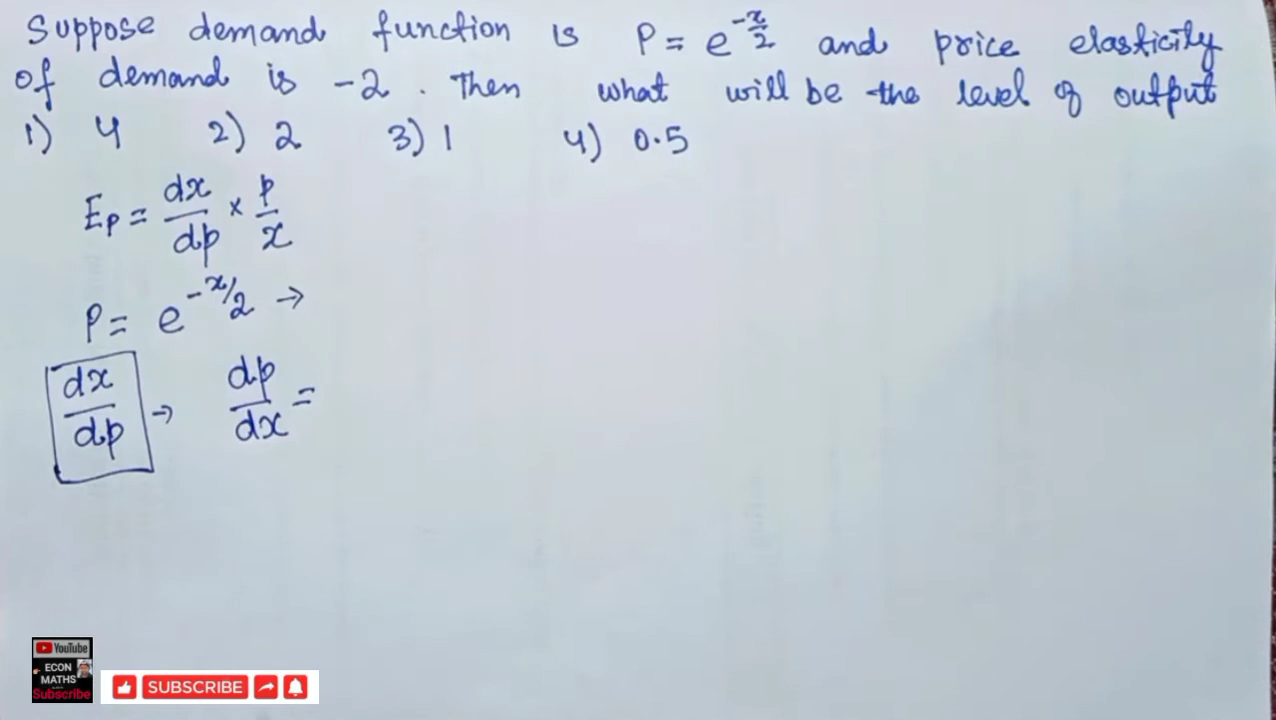 Suppose demand function is P = e^{-x/2} and price elasticity
of demand is -2. Then what will be the level of output
1) 4 2) 2 3) 1 4) 0.5
Ep = dx/dp × p/x
P = e^{-x/2} →
dx/dp → dp/dx =
YouTube
ECON
MATHS
Subscribe
SUBSCRIBE